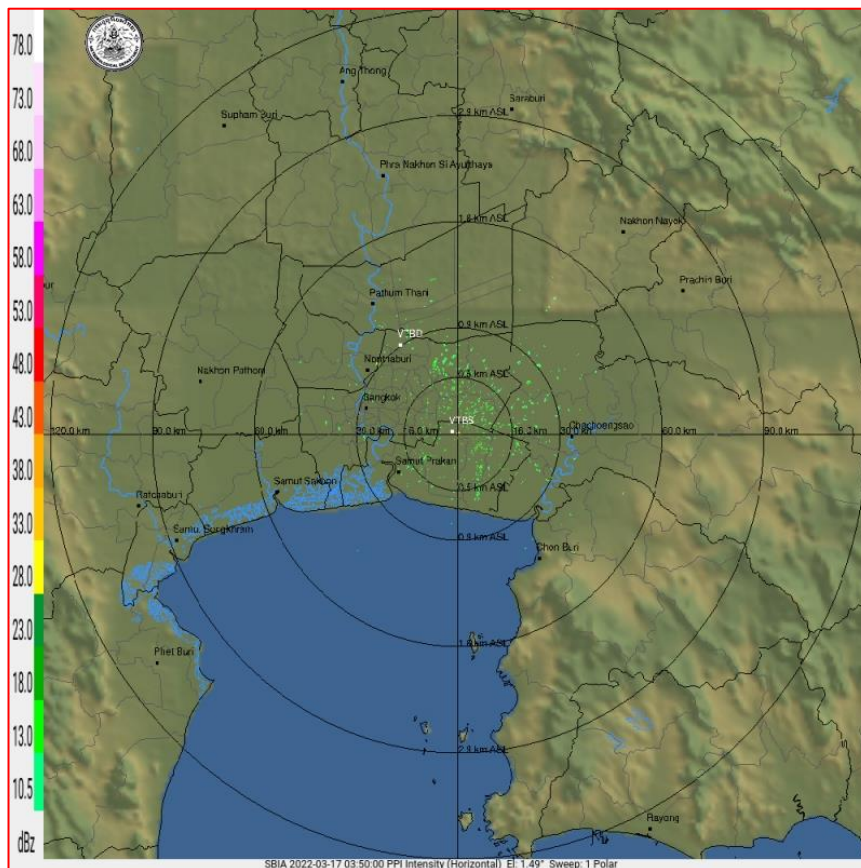 78.0
73.0
68.0
63.0
58.0
53.0
48.0
43.0
38.0
33.0
28.0
23.0
18.0
13.0
10.5
dBz
Ang Thong
Saraburi
2.9 km ASL
Suphan Buri
Phra Nakhon Si Ayutthaya
1.8 km ASL
Nakhon Nayok
Prachin Buri
Pathum Thani
0.9 km ASL
VTBD
Nonthaburi
Nakhon Pathom
0.5 km ASL
Bangkok
VTBS
Chachoengsao
120.0 km
90.0 km
60.0 km
16.0 km
30.0 km
60.0 km
90.0 km
Samut Prakan
0.5 km ASL
Samut Sakhon
Ratchaburi
Samut Songkhram
0.9 km ASL
Chon Buri
1.8 km ASL
Phet Buri
2.9 km ASL
Rayong
SBIA 2022-03-17 03:50:00 PPI Intensity (Horizontal) El: 1.49° Sweep: 1 Polar